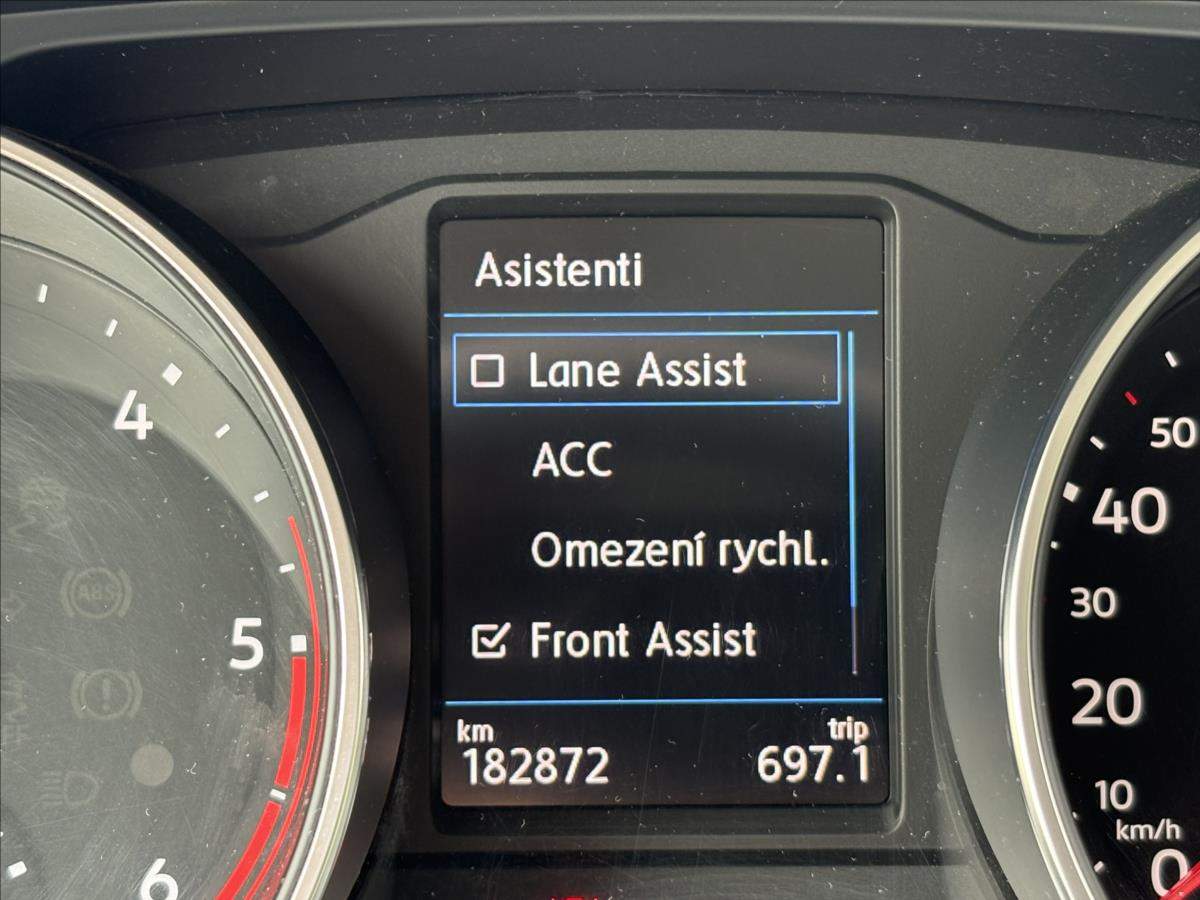 Asistenti
Lane Assist
ACC
Omezení rychl.
Front Assist
km
trip
182872
697.1
4
5
6
ABS
50
40
30
20
10
km/h
0